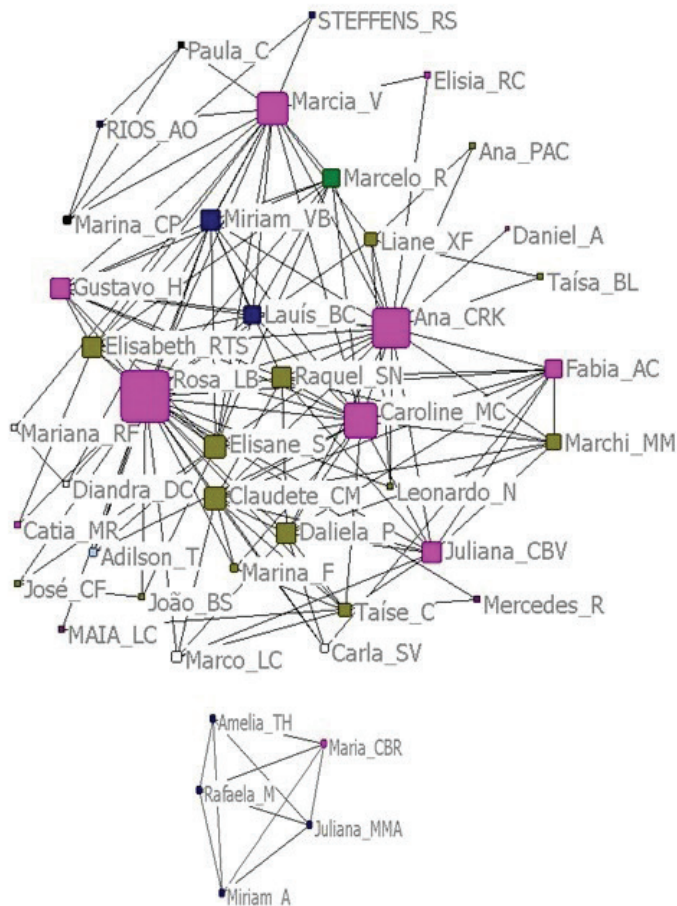 STEFFENS_RS
Paula_C
Elisia_RC
Marcia_V
RIOS_AO
Ana_PAC
Marcelo_R
Marina_CP
Miriam_VB
Daniel_A
Liane_XF
Taísa_BL
Gustavo_H
Lauís_BC
Ana_CRK
Elisabeth_RTS
Fabia_AC
Rosa_LB
Raquel_SN
Caroline_MC
Mariana_RF
Elisane_S
Marchi_MM
Diandra_DC
Claudete_CM
Leonardo_N
Catia_MR
Daliela_P
Adilson_T
Juliana_CBV
Marina_F
José_CF
João_BS
Taíse_C
Mercedes_R
MAIA_LC
Marco_LC
Carla_SV
Amelia_TH
Maria_CBR
Rafaela_M
Juliana_MMA
Miriam_A